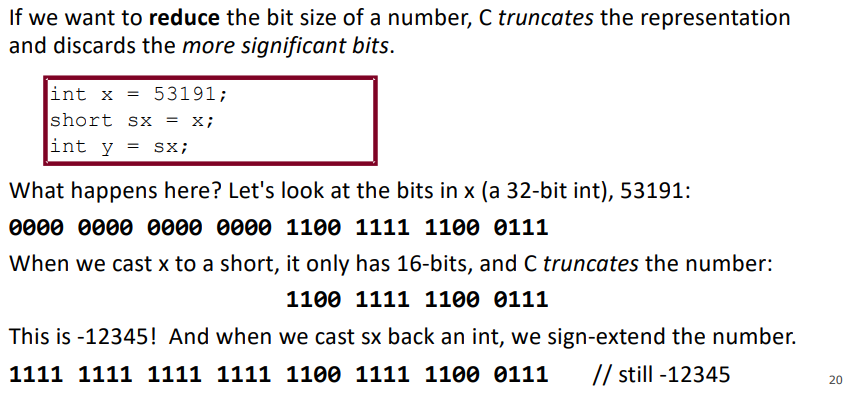 If we want to reduce the bit size of a number, C truncates the representation
and discards the more significant bits.
int x = 53191;
short sx = x;
int y = sx;
What happens here? Let's look at the bits in x (a 32-bit int), 53191:
0000 0000 0000 0000 1100 1111 1100 0111
When we cast x to a short, it only has 16-bits, and C truncates the number:
1100 1111 1100 0111
This is -12345! And when we cast sx back an int, we sign-extend the number.
1111 1111 1111 1111 1100 1111 1100 0111 // still -12345
20